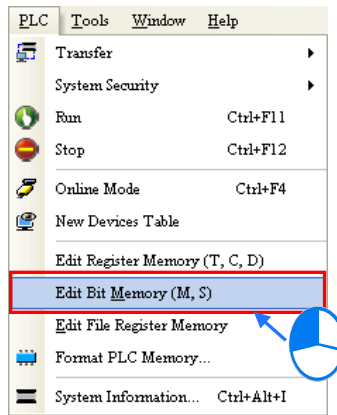 PLC Tools Window Help
Transfer
System Security
Run Ctrl+F11
Stop Ctrl+F12
Online Mode Ctrl+F4
New Devices Table
Edit Register Memory (T, C, D)
Edit Bit Memory (M, S)
Edit File Register Memory
Format PLC Memory...
System Information... Ctrl+Alt+I